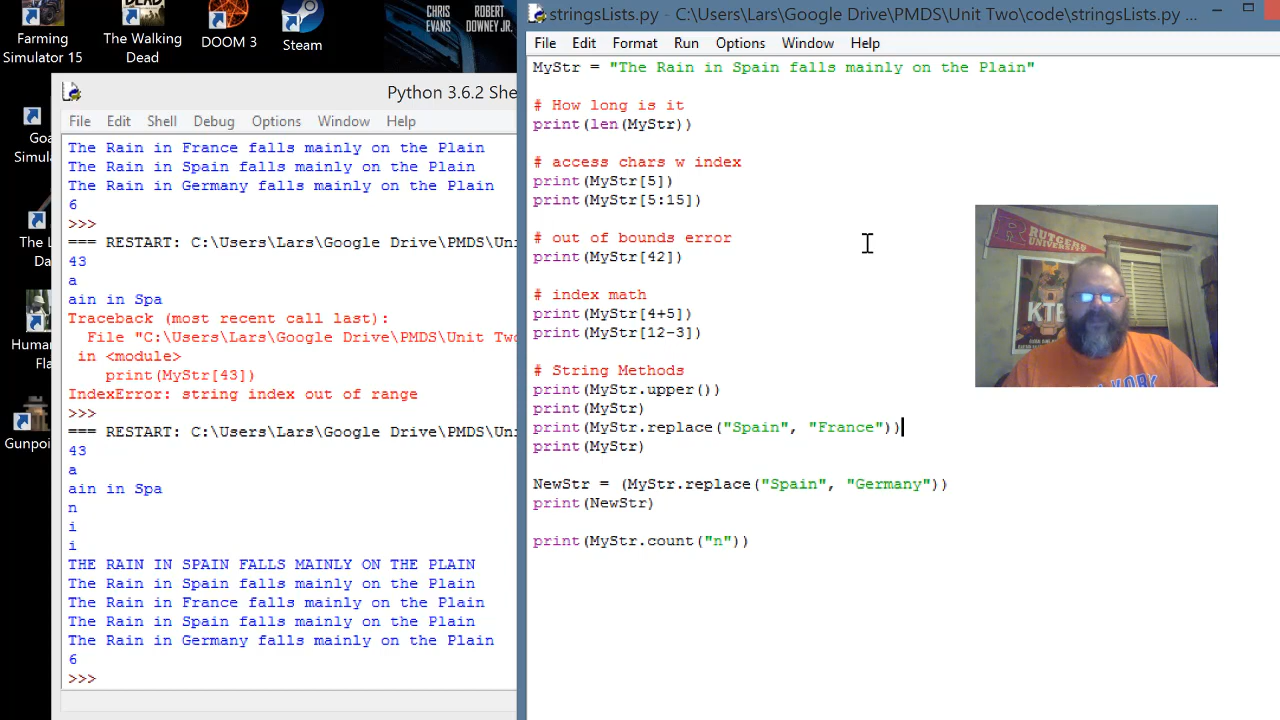 Farming
Simulator 15
The Walking
Dead
DOOM 3
Steam
CHRIS
EVANS
ROBERT
DOWNEY JR.
Goa
Simula
The L
Da
Human
Fla
Gunpoi
Python 3.6.2 She
File Edit Shell Debug Options Window Help
The Rain in France falls mainly on the Plain
The Rain in Spain falls mainly on the Plain
The Rain in Germany falls mainly on the Plain
6
>>>
=== RESTART: C:\Users\Lars\Google Drive\PMDS\Un
43
a
ain in Spa
Traceback (most recent call last):
File "C:\Users\Lars\Google Drive\PMDS\Unit Two
in <module>
print(MyStr[43])
IndexError: string index out of range
>>>
=== RESTART: C:\Users\Lars\Google Drive\PMDS\Un
43
a
ain in Spa
n
i
i
THE RAIN IN SPAIN FALLS MAINLY ON THE PLAIN
The Rain in Spain falls mainly on the Plain
The Rain in France falls mainly on the Plain
The Rain in Spain falls mainly on the Plain
The Rain in Germany falls mainly on the Plain
6
>>>
stringsLists.py - C:\Users\Lars\Google Drive\PMDS\Unit Two\code\stringsLists.py ...
File Edit Format Run Options Window Help
MyStr = "The Rain in Spain falls mainly on the Plain"
# How long is it
print(len(MyStr))
# access chars w index
print(MyStr[5])
print(MyStr[5:15])
# out of bounds error
print(MyStr[42])
# index math
print(MyStr[4+5])
print(MyStr[12-3])
# String Methods
print(MyStr.upper())
print(MyStr)
print(MyStr.replace("Spain", "France"))
print(MyStr)
NewStr = (MyStr.replace("Spain", "Germany"))
print(NewStr)
print(MyStr.count("n"))
RUTGERS
UNIVERSITY